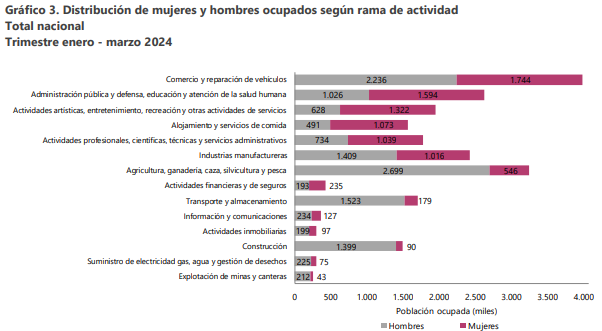 Gráfico 3. Distribución de mujeres y hombres ocupados según rama de actividad
Total nacional
Trimestre enero - marzo 2024
Comercio y reparación de vehículos 2.236 1.744
Administración pública y defensa, educación y atención de la salud humana 1.026 1.594
Actividades artísticas, entretenimiento, recreación y otras actividades de servicios 628 1.322
Alojamiento y servicios de comida 491 1.073
Actividades profesionales, científicas, técnicas y servicios administrativos 734 1.039
Industrias manufactureras 1.409 1.016
Agricultura, ganadería, caza, silvicultura y pesca 2.699 546
Actividades financieras y de seguros 193 235
Transporte y almacenamiento 1.523 179
Información y comunicaciones 234 127
Actividades inmobiliarias 199 97
Construcción 1.399 90
Suministro de electricidad gas, agua y gestión de desechos 225 75
Explotación de minas y canteras 212 43
0 500 1.000 1.500 2.000 2.500 3.000 3.500 4.000
Población ocupada (miles)
Hombres Mujeres